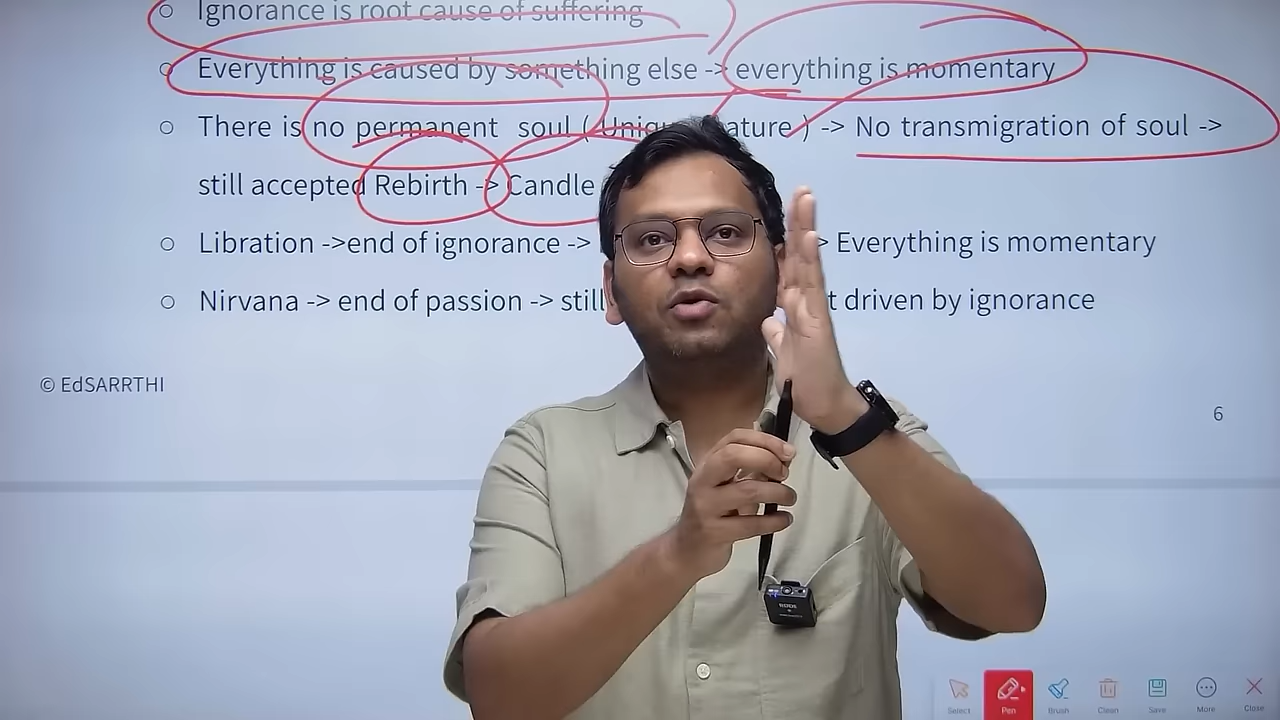 Ignorance is root cause of suffering
Everything is caused by something else -> everything is momentary
There is no permanent soul ( Unique ature ) -> No transmigration of soul ->
still accepted Rebirth -> Candle
Libration ->end of ignorance -> > Everything is momentary
Nirvana -> end of passion -> still t driven by ignorance
© EdSARRTHI
6
RODE
Select Pen Brush Clean Save More Close